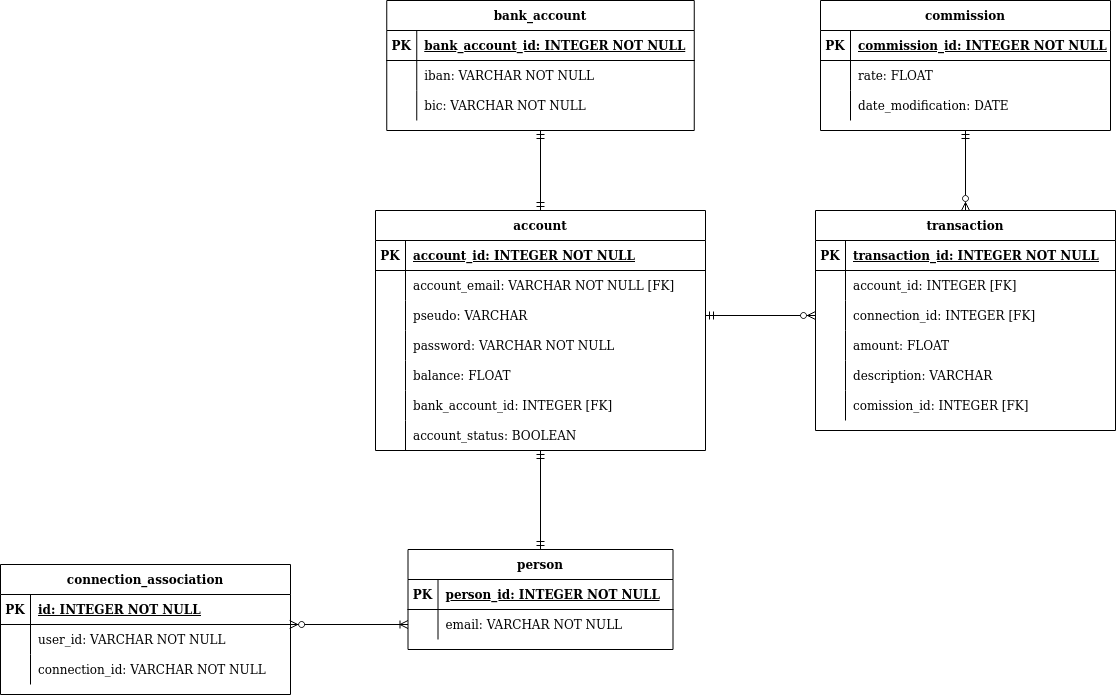 bank_account
PK bank_account_id: INTEGER NOT NULL
iban: VARCHAR NOT NULL
bic: VARCHAR NOT NULL
commission
PK commission_id: INTEGER NOT NULL
rate: FLOAT
date_modification: DATE
account
PK account_id: INTEGER NOT NULL
account_email: VARCHAR NOT NULL [FK]
pseudo: VARCHAR
password: VARCHAR NOT NULL
balance: FLOAT
bank_account_id: INTEGER [FK]
account_status: BOOLEAN
transaction
PK transaction_id: INTEGER NOT NULL
account_id: INTEGER [FK]
connection_id: INTEGER [FK]
amount: FLOAT
description: VARCHAR
comission_id: INTEGER [FK]
connection_association
PK id: INTEGER NOT NULL
user_id: VARCHAR NOT NULL
connection_id: VARCHAR NOT NULL
person
PK person_id: INTEGER NOT NULL
email: VARCHAR NOT NULL